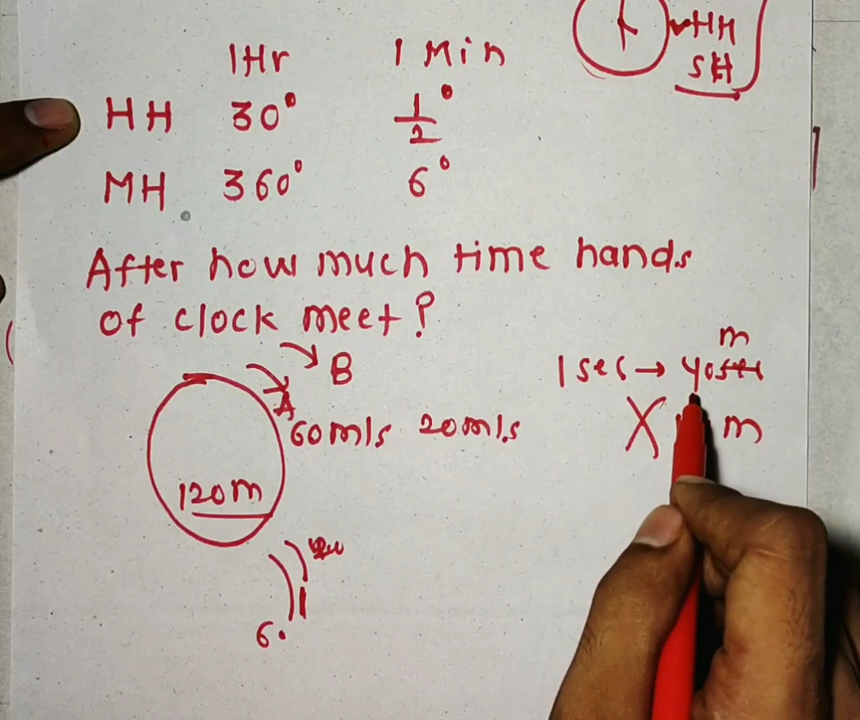 HH
SH
1Hr 1 Min
HH 30° 1/2°
MH 360° 6°
After how much time hands
of clock meet?
B
A
60m/s 20m/s
120m
m
1 sec → 40
X m
6